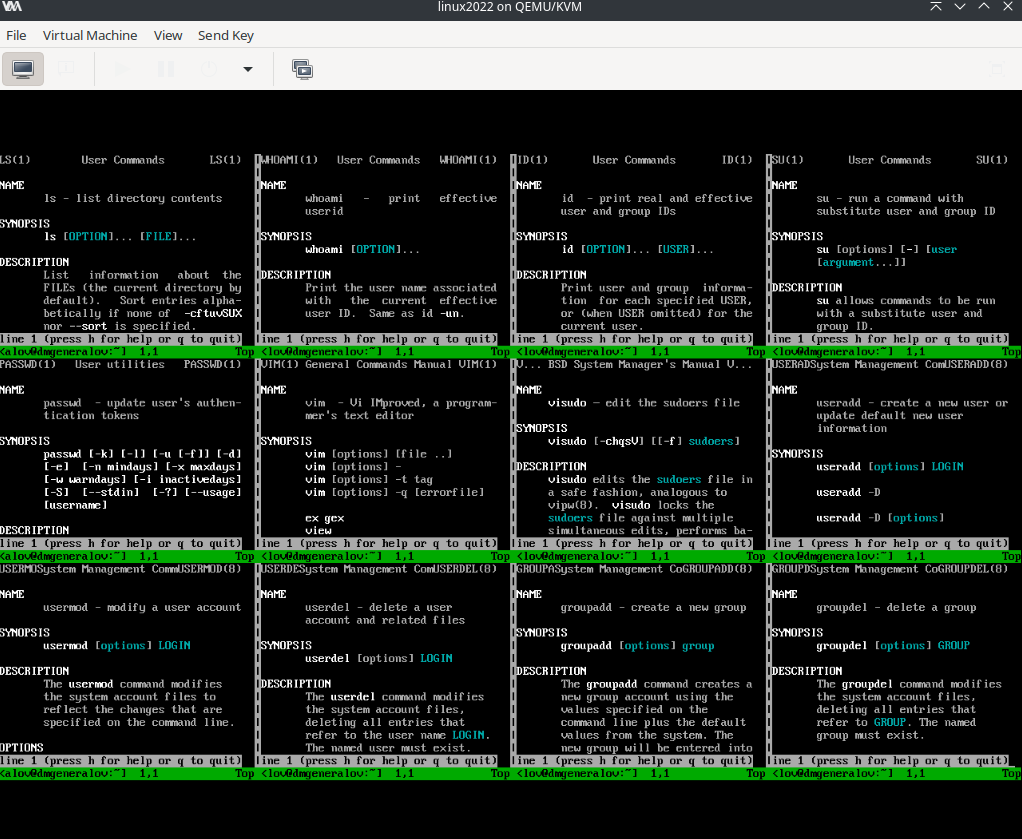 linux2022 on QEMU/KVM
File Virtual Machine View Send Key
LS(1) User Commands LS(1)
NAME
ls - list directory contents
SYNOPSIS
ls [OPTION]... [FILE]...
DESCRIPTION
List information about the
FILEs (the current directory by
default). Sort entries alpha-
betically if none of -cftuvSUX
nor --sort is specified.
line 1 (press h for help or q to quit)
<alov@dmgeneralov:~] 1,1 Top
WHOAMI(1) User Commands WHOAMI(1)
NAME
whoami - print effective
userid
SYNOPSIS
whoami [OPTION]...
DESCRIPTION
Print the user name associated
with the current effective
user ID. Same as id -un.
line 1 (press h for help or q to quit)
<lov@dmgeneralov:~] 1,1 Top
ID(1) User Commands ID(1)
NAME
id - print real and effective
user and group IDs
SYNOPSIS
id [OPTION]... [USER]...
DESCRIPTION
Print user and group informa-
tion for each specified USER,
or (when USER omitted) for the
current user.
line 1 (press h for help or q to quit)
<lov@dmgeneralov:~] 1,1 Top
SU(1) User Commands SU(1)
NAME
su - run a command with
substitute user and group ID
SYNOPSIS
su [options] [-] [user
[argument...]]
DESCRIPTION
su allows commands to be run
with a substitute user and
group ID.
line 1 (press h for help or q to quit)
<lov@dmgeneralov:~] 1,1 Top
PASSWD(1) User utilities PASSWD(1)
NAME
passwd - update user's authen-
tication tokens
SYNOPSIS
passwd [-k] [-l] [-u [-f]] [-d]
[-e] [-n mindays] [-x maxdays]
[-w warndays] [-i inactivedays]
[-S] [--stdin] [-?] [--usage]
[username]
DESCRIPTION
line 1 (press h for help or q to quit)
<alov@dmgeneralov:~] 1,1 Top
VIM(1) General Commands Manual VIM(1)
NAME
vim - Vi IMproved, a program-
mer's text editor
SYNOPSIS
vim [options] [file ..]
vim [options] -
vim [options] -t tag
vim [options] -q [errorfile]
ex gex
view
line 1 (press h for help or q to quit)
<lov@dmgeneralov:~] 1,1 Top
V... BSD System Manager's Manual V...
NAME
visudo — edit the sudoers file
SYNOPSIS
visudo [-chqsV] [[-f] sudoers]
DESCRIPTION
visudo edits the sudoers file in
a safe fashion, analogous to
vipw(8). visudo locks the
sudoers file against multiple
simultaneous edits, performs ba-
line 1 (press h for help or q to quit)
<lov@dmgeneralov:~] 1,1 Top
USERADSystem Management ComUSERADD(8)
NAME
useradd - create a new user or
update default new user
information
SYNOPSIS
useradd [options] LOGIN
useradd -D
useradd -D [options]
line 1 (press h for help or q to quit)
<lov@dmgeneralov:~] 1,1 Top
USERMOSystem Management CommUSERMOD(8)
NAME
usermod - modify a user account
SYNOPSIS
usermod [options] LOGIN
DESCRIPTION
The usermod command modifies
the system account files to
reflect the changes that are
specified on the command line.
OPTIONS
line 1 (press h for help or q to quit)
<alov@dmgeneralov:~] 1,1 Top
USERDESystem Management ComUSERDEL(8)
NAME
userdel - delete a user
account and related files
SYNOPSIS
userdel [options] LOGIN
DESCRIPTION
The userdel command modifies
the system account files,
deleting all entries that
refer to the user name LOGIN.
The named user must exist.
line 1 (press h for help or q to quit)
<lov@dmgeneralov:~] 1,1 Top
GROUPASystem Management CoGROUPADD(8)
NAME
groupadd - create a new group
SYNOPSIS
groupadd [options] group
DESCRIPTION
The groupadd command creates a
new group account using the
values specified on the
command line plus the default
values from the system. The
new group will be entered into
line 1 (press h for help or q to quit)
<lov@dmgeneralov:~] 1,1 Top
GROUPDSystem Management CoGROUPDEL(8)
NAME
groupdel - delete a group
SYNOPSIS
groupdel [options] GROUP
DESCRIPTION
The groupdel command modifies
the system account files,
deleting all entries that
refer to GROUP. The named
group must exist.
line 1 (press h for help or q to quit)
<lov@dmgeneralov:~] 1,1 Top